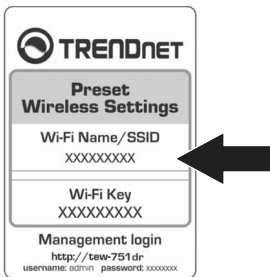 TRENDNET
Preset
Wireless Settings
Wi-Fi Name/SSID
XXXXXXXXX
Wi-Fi Key
XXXXXXXXX
Management login
http://tew-751dr
username: admin password: xxxxxxxx